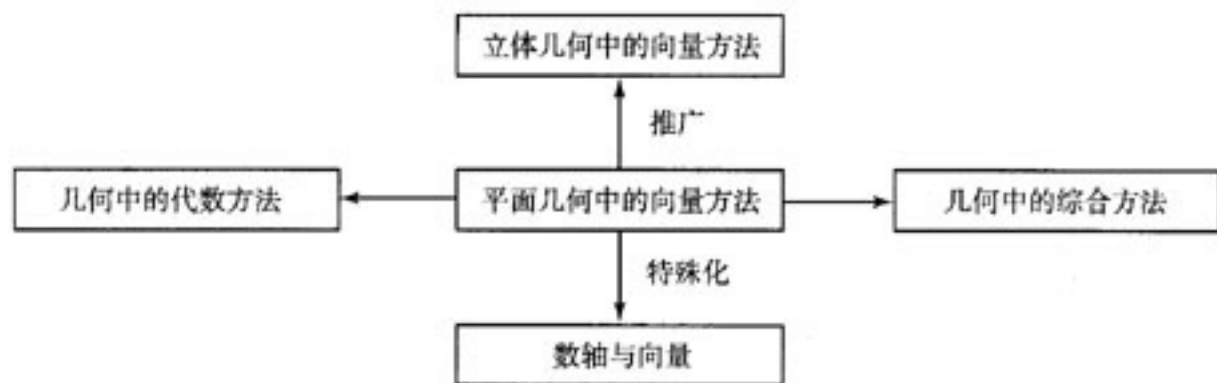 立体几何中的向量方法
推广
几何中的代数方法
平面几何中的向量方法
几何中的综合方法
特殊化
数轴与向量